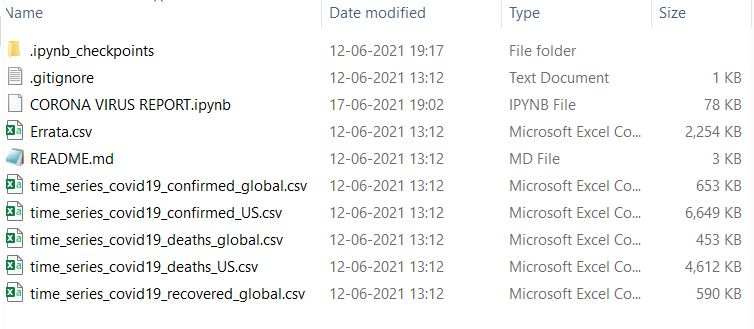 Name Date modified Type Size
.ipynb_checkpoints 12-06-2021 19:17 File folder
.gitignore 12-06-2021 13:12 Text Document 1 KB
CORONA VIRUS REPORT.ipynb 17-06-2021 19:02 IPYNB File 78 KB
Errata.csv 12-06-2021 13:12 Microsoft Excel Co... 2,254 KB
README.md 12-06-2021 13:12 MD File 3 KB
time_series_covid19_confirmed_global.csv 12-06-2021 13:12 Microsoft Excel Co... 653 KB
time_series_covid19_confirmed_US.csv 12-06-2021 13:12 Microsoft Excel Co... 6,649 KB
time_series_covid19_deaths_global.csv 12-06-2021 13:12 Microsoft Excel Co... 453 KB
time_series_covid19_deaths_US.csv 12-06-2021 13:12 Microsoft Excel Co... 4,612 KB
time_series_covid19_recovered_global.csv 12-06-2021 13:12 Microsoft Excel Co... 590 KB